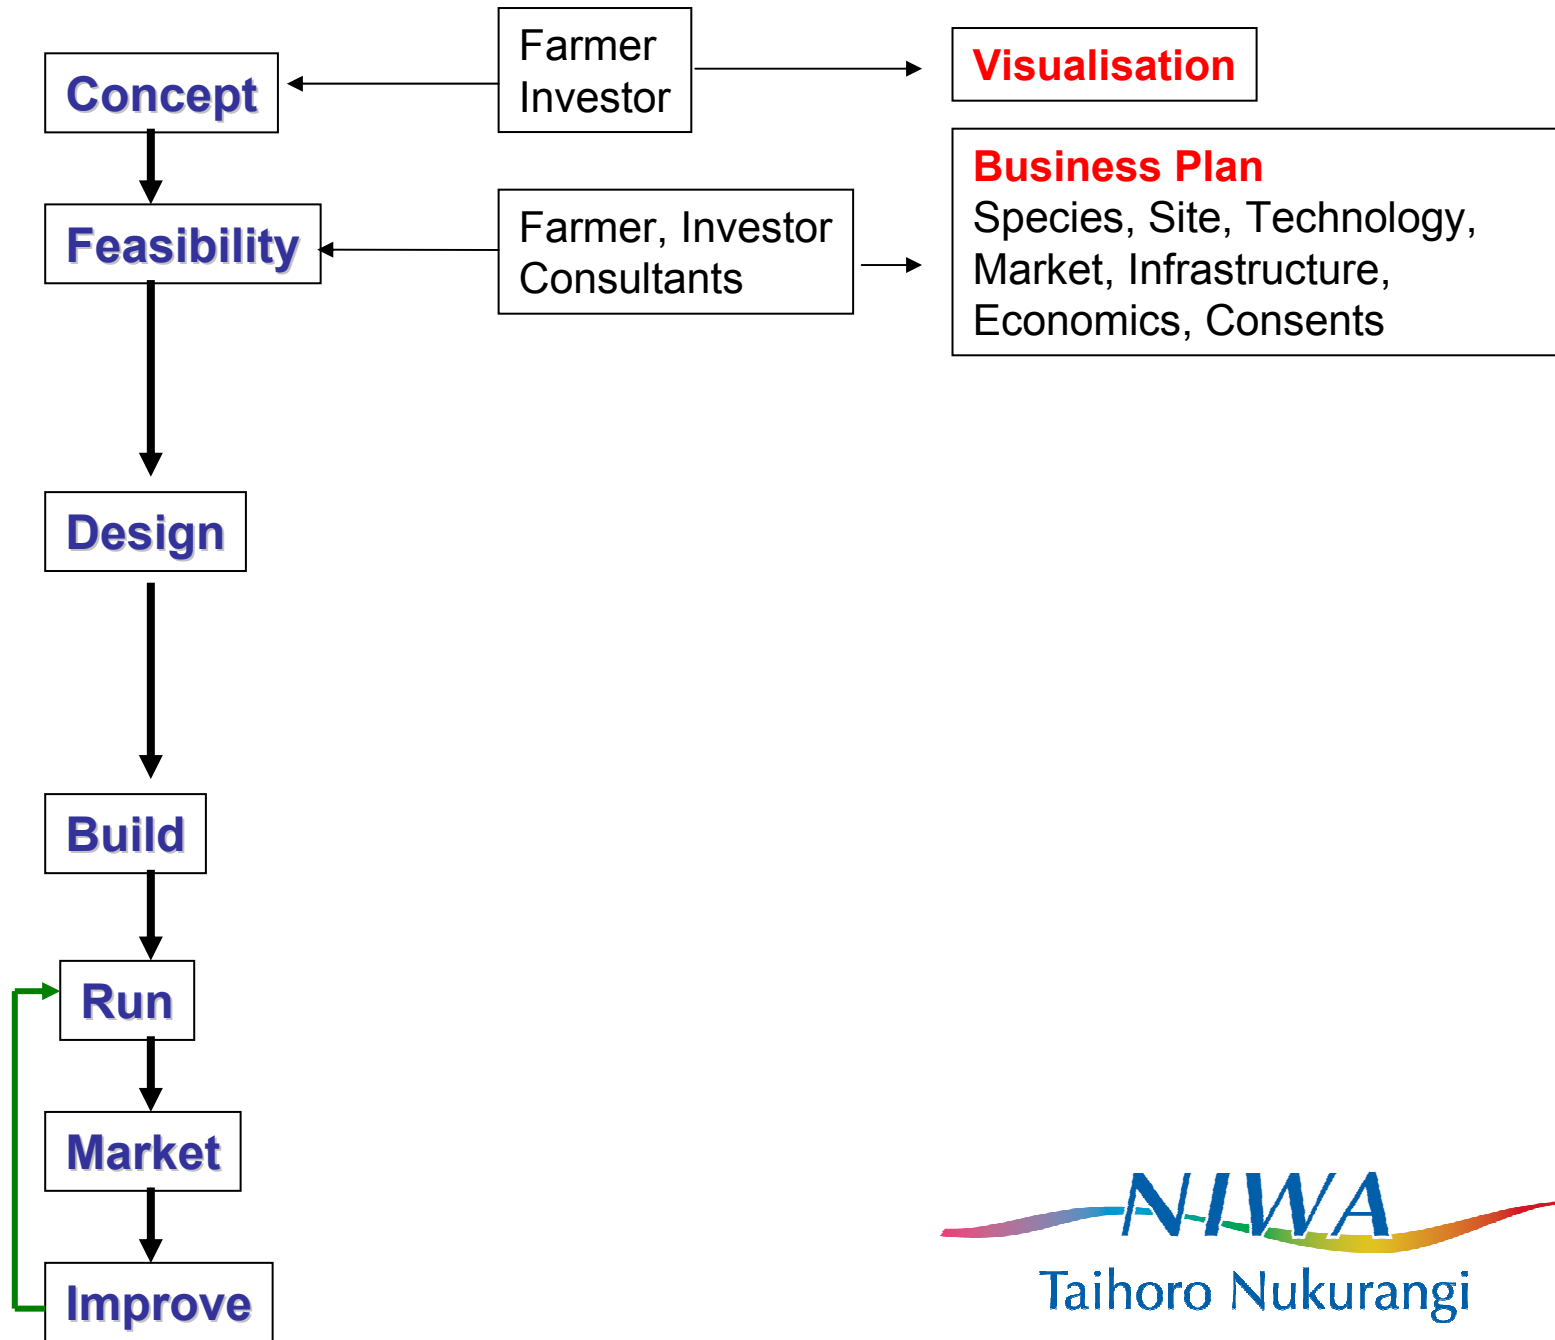 Concept
Farmer
Investor
Visualisation
Feasibility
Farmer, Investor
Consultants
Business Plan
Species, Site, Technology,
Market, Infrastructure,
Economics, Consents
Design
Build
Run
Market
Improve
NIWA
Taihoro Nukurangi